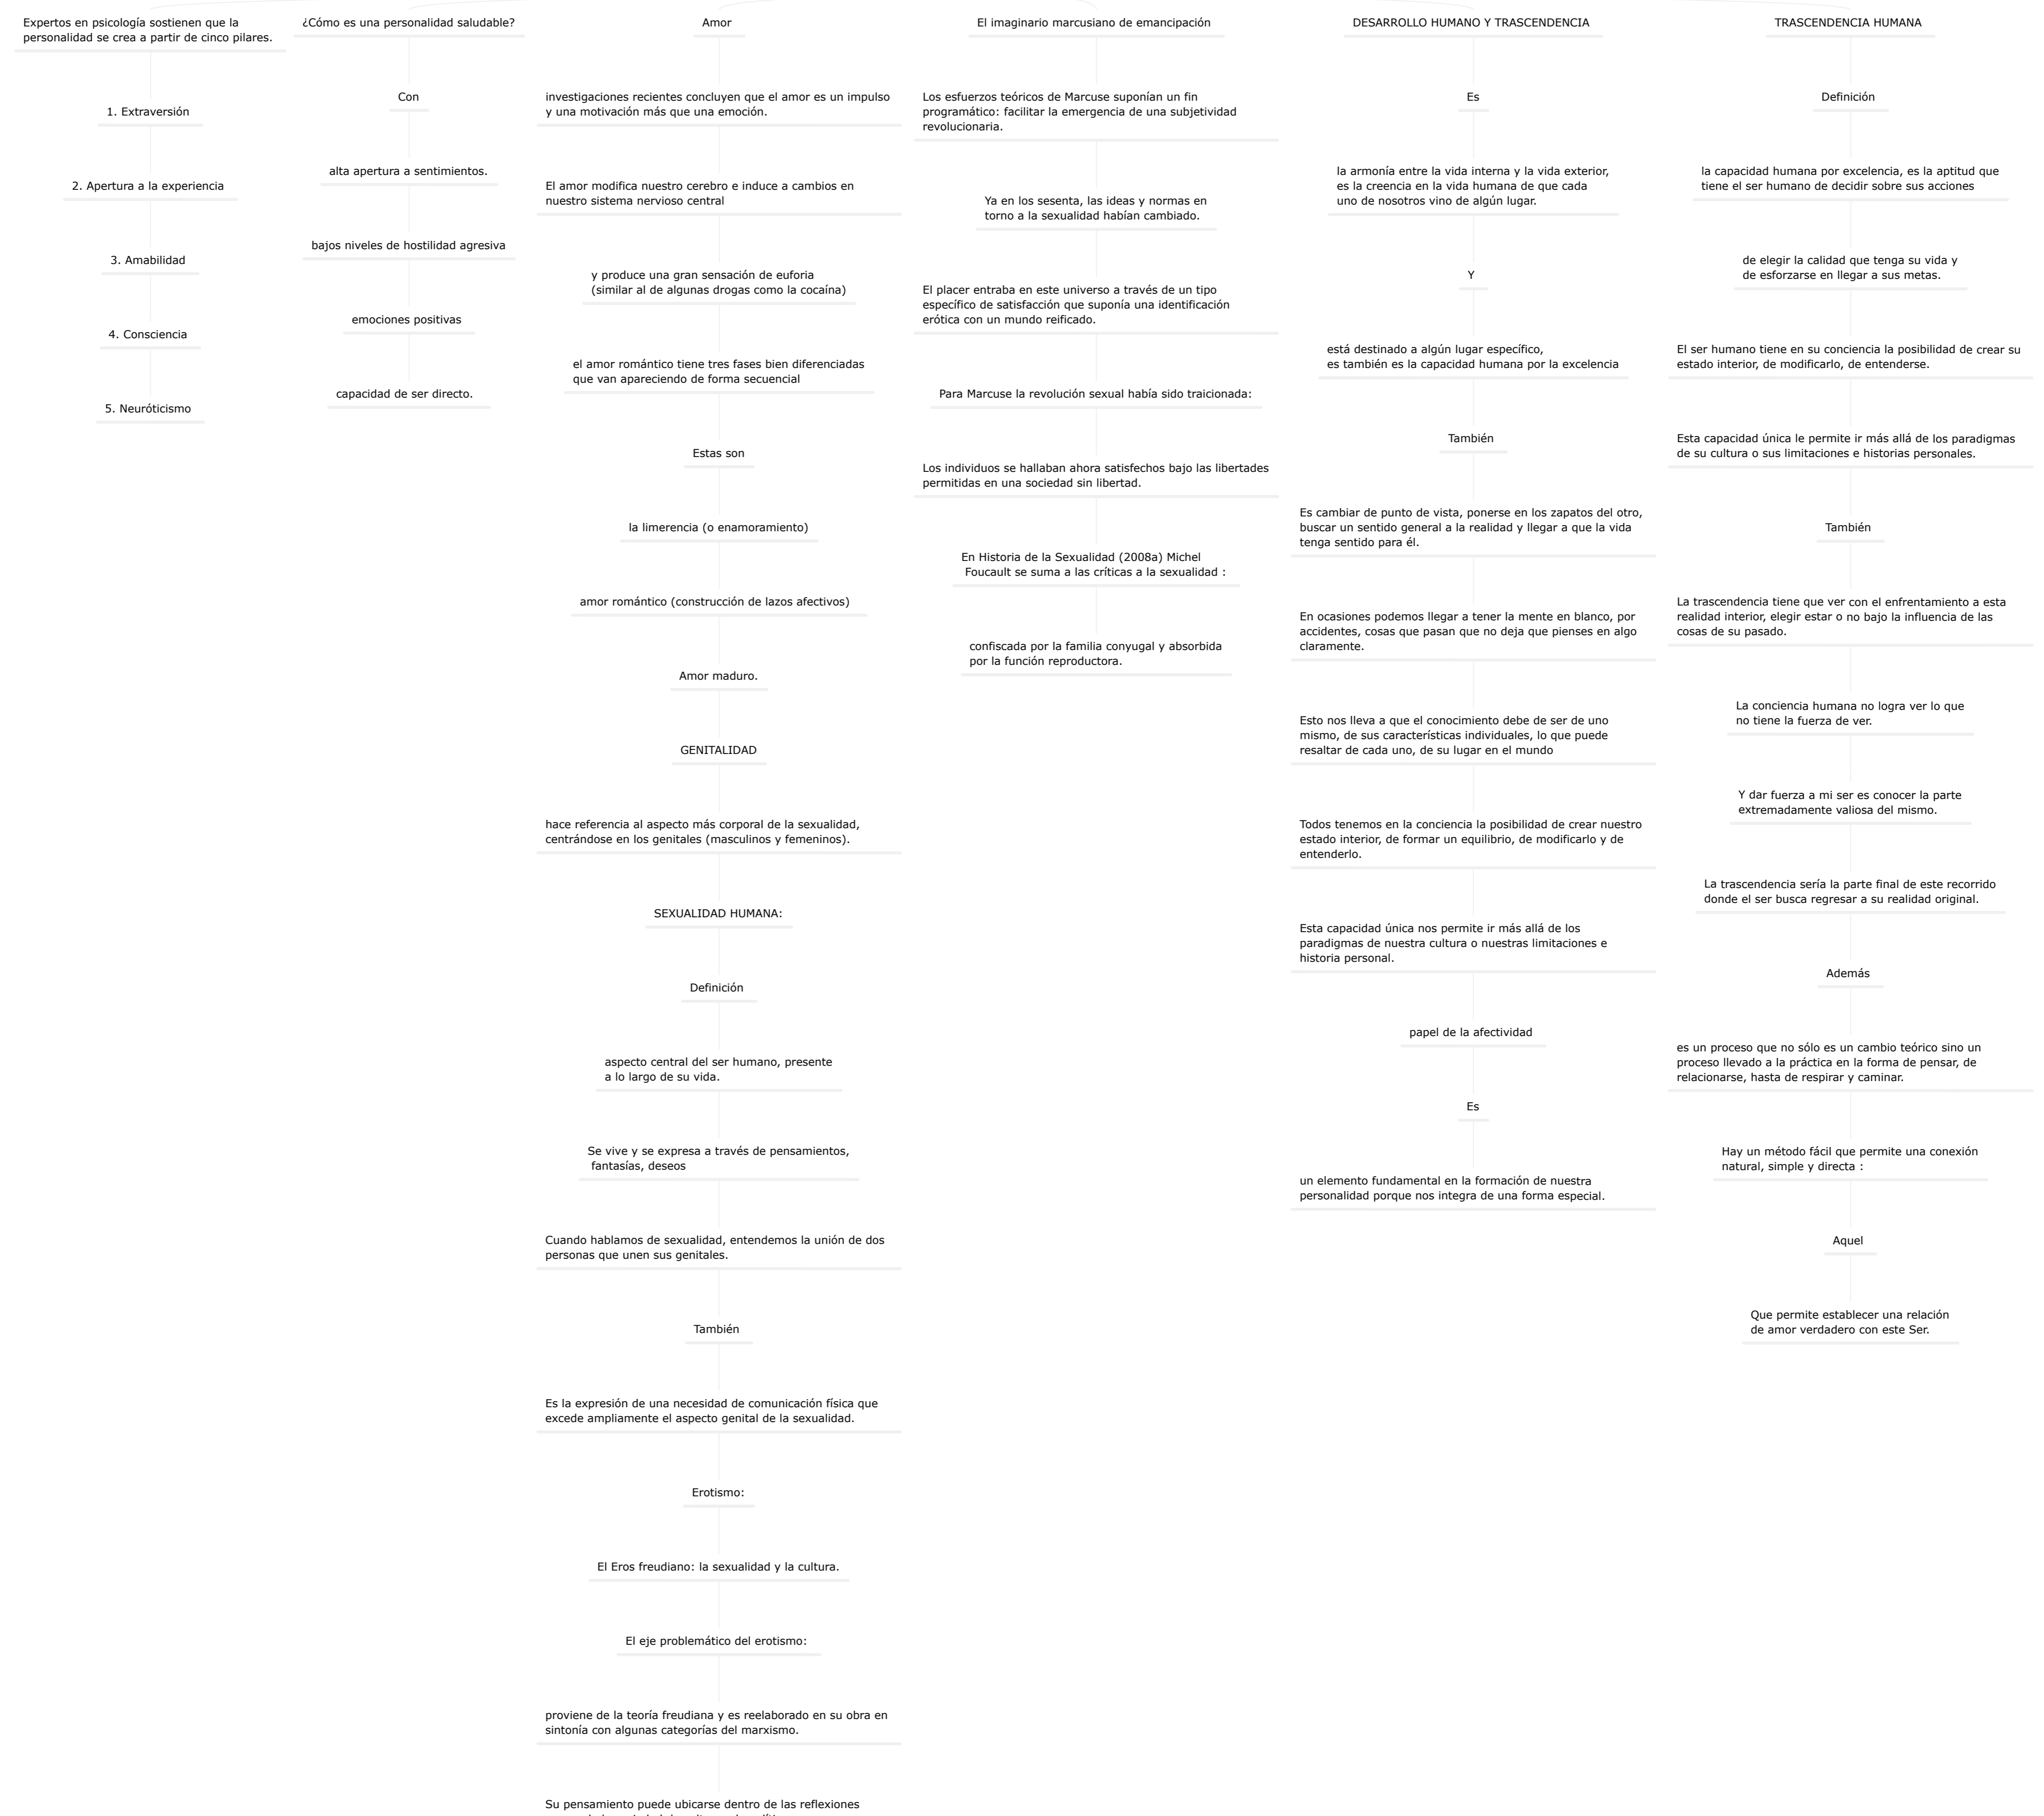 Expertos en psicología sostienen que la
personalidad se crea a partir de cinco pilares.
1. Extraversión
2. Apertura a la experiencia
3. Amabilidad
4. Consciencia
5. Neuróticismo
¿Cómo es una personalidad saludable?
Con
alta apertura a sentimientos.
bajos niveles de hostilidad agresiva
emociones positivas
capacidad de ser directo.
Amor
investigaciones recientes concluyen que el amor es un impulso
y una motivación más que una emoción.
El amor modifica nuestro cerebro e induce a cambios en
nuestro sistema nervioso central
y produce una gran sensación de euforia
(similar al de algunas drogas como la cocaína)
el amor romántico tiene tres fases bien diferenciadas
que van apareciendo de forma secuencial
Estas son
la limerencia (o enamoramiento)
amor romántico (construcción de lazos afectivos)
Amor maduro.
GENITALIDAD
hace referencia al aspecto más corporal de la sexualidad,
centrándose en los genitales (masculinos y femeninos).
SEXUALIDAD HUMANA:
Definición
aspecto central del ser humano, presente
a lo largo de su vida.
Se vive y se expresa a través de pensamientos,
fantasías, deseos
Cuando hablamos de sexualidad, entendemos la unión de dos
personas que unen sus genitales.
También
Es la expresión de una necesidad de comunicación física que
excede ampliamente el aspecto genital de la sexualidad.
Erotismo:
El Eros freudiano: la sexualidad y la cultura.
El eje problemático del erotismo:
proviene de la teoría freudiana y es reelaborado en su obra en
sintonía con algunas categorías del marxismo.
Su pensamiento puede ubicarse dentro de las reflexiones
El imaginario marcusiano de emancipación
Los esfuerzos teóricos de Marcuse suponían un fin
programático: facilitar la emergencia de una subjetividad
revolucionaria.
Ya en los sesenta, las ideas y normas en
torno a la sexualidad habían cambiado.
El placer entraba en este universo a través de un tipo
específico de satisfacción que suponía una identificación
erótica con un mundo reificado.
Para Marcuse la revolución sexual había sido traicionada:
Los individuos se hallaban ahora satisfechos bajo las libertades
permitidas en una sociedad sin libertad.
En Historia de la Sexualidad (2008a) Michel
Foucault se suma a las críticas a la sexualidad :
confiscada por la familia conyugal y absorbida
por la función reproductora.
DESARROLLO HUMANO Y TRASCENDENCIA
Es
la armonía entre la vida interna y la vida exterior,
es la creencia en la vida humana de que cada
uno de nosotros vino de algún lugar.
Y
está destinado a algún lugar específico,
es también es la capacidad humana por la excelencia
También
Es cambiar de punto de vista, ponerse en los zapatos del otro,
buscar un sentido general a la realidad y llegar a que la vida
tenga sentido para él.
En ocasiones podemos llegar a tener la mente en blanco, por
accidentes, cosas que pasan que no deja que pienses en algo
claramente.
Esto nos lleva a que el conocimiento debe de ser de uno
mismo, de sus características individuales, lo que puede
resaltar de cada uno, de su lugar en el mundo
Todos tenemos en la conciencia la posibilidad de crear nuestro
estado interior, de formar un equilibrio, de modificarlo y de
entenderlo.
Esta capacidad única nos permite ir más allá de los
paradigmas de nuestra cultura o nuestras limitaciones e
historia personal.
papel de la afectividad
Es
un elemento fundamental en la formación de nuestra
personalidad porque nos integra de una forma especial.
TRASCENDENCIA HUMANA
Definición
la capacidad humana por excelencia, es la aptitud que
tiene el ser humano de decidir sobre sus acciones
de elegir la calidad que tenga su vida y
de esforzarse en llegar a sus metas.
El ser humano tiene en su conciencia la posibilidad de crear su
estado interior, de modificarlo, de entenderse.
Esta capacidad única le permite ir más allá de los paradigmas
de su cultura o sus limitaciones e historias personales.
También
La trascendencia tiene que ver con el enfrentamiento a esta
realidad interior, elegir estar o no bajo la influencia de las
cosas de su pasado.
La conciencia humana no logra ver lo que
no tiene la fuerza de ver.
Y dar fuerza a mi ser es conocer la parte
extremadamente valiosa del mismo.
La trascendencia sería la parte final de este recorrido
donde el ser busca regresar a su realidad original.
Además
es un proceso que no sólo es un cambio teórico sino un
proceso llevado a la práctica en la forma de pensar, de
relacionarse, hasta de respirar y caminar.
Hay un método fácil que permite una conexión
natural, simple y directa :
Aquel
Que permite establecer una relación
de amor verdadero con este Ser.